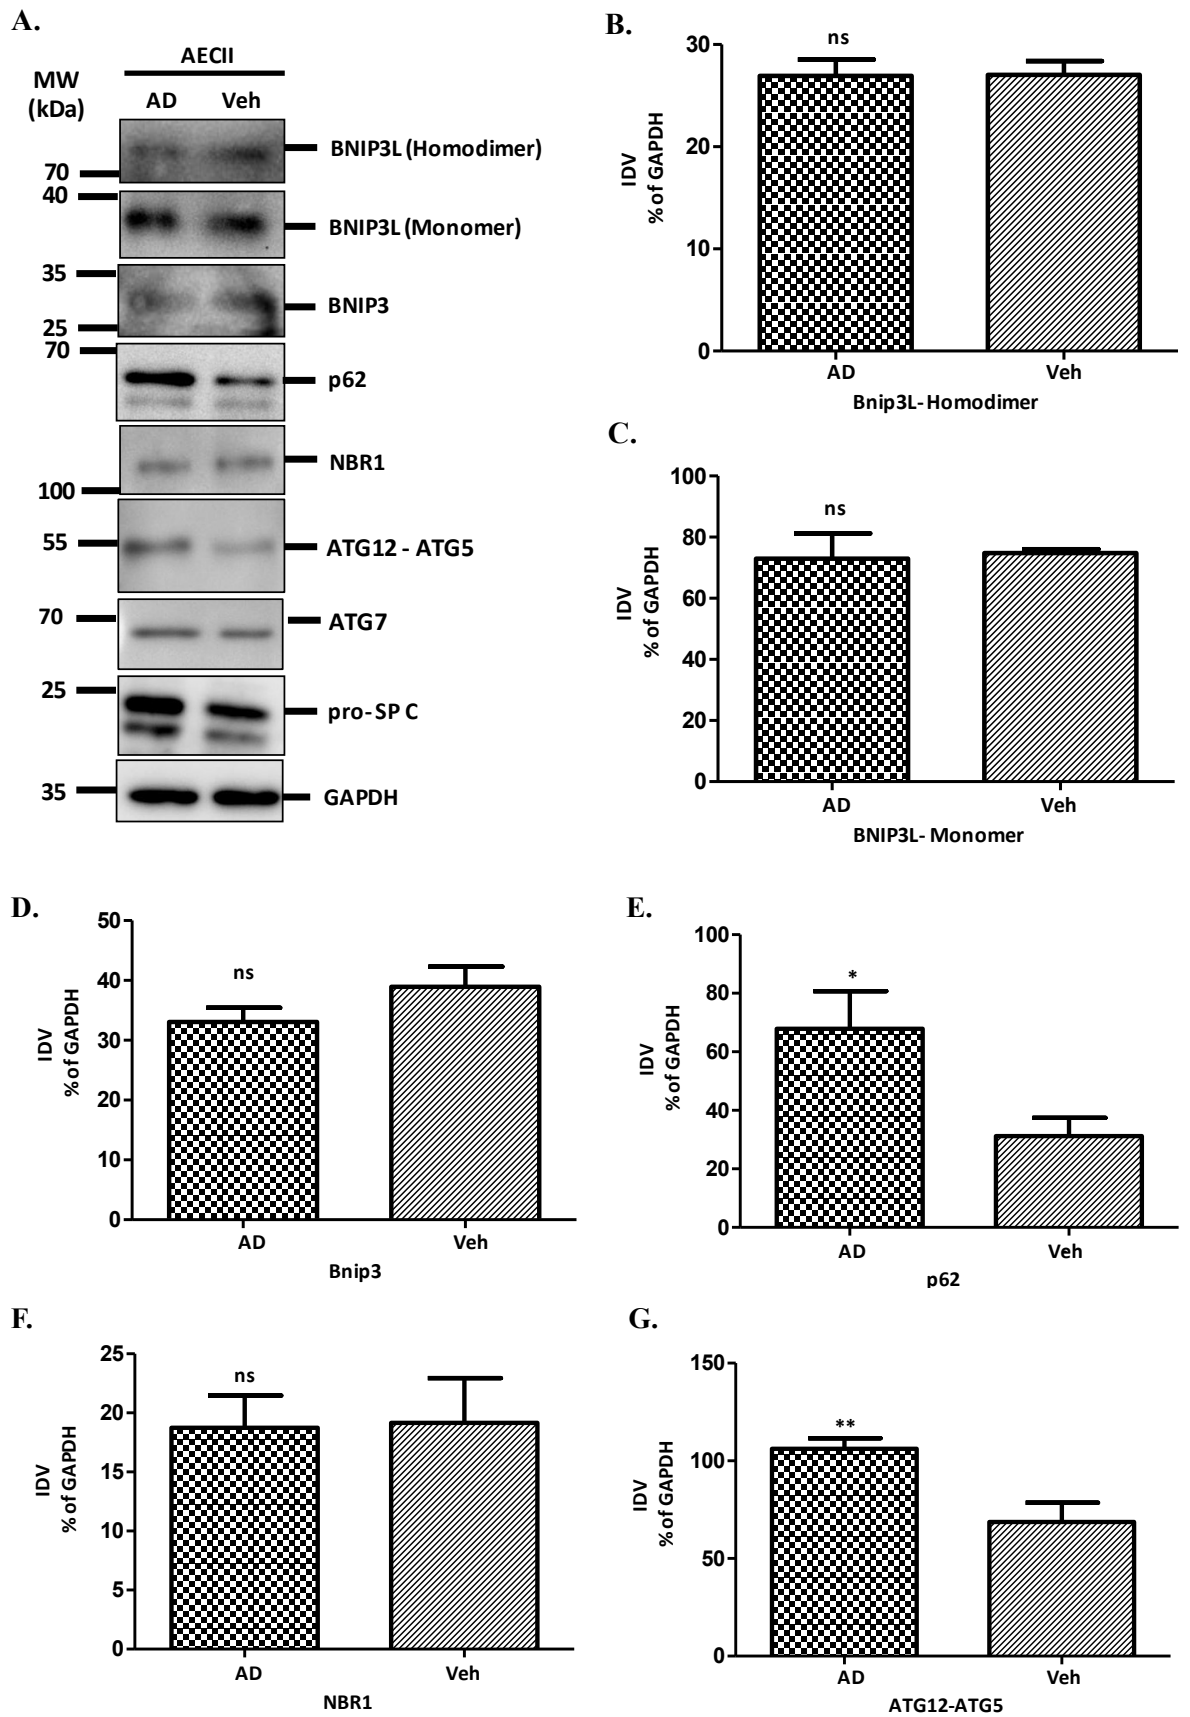 A.
AECII
MW
(kDa)
AD Veh
BNIP3L (Homodimer)
70
40
BNIP3L (Monomer)
35
BNIP3
25
70
p62
NBR1
100
55
ATG12 - ATG5
70
ATG7
25
pro-SP C
35
GAPDH
B.
30
20
10
0
IDV
% of GAPDH
ns
AD Veh
Bnip3L- Homodimer
C.
100
80
60
40
20
0
IDV
% of GAPDH
ns
AD Veh
BNIP3L- Monomer
D.
50
40
30
20
10
0
IDV
% of GAPDH
ns
AD Veh
Bnip3
E.
100
80
60
40
20
0
IDV
% of GAPDH
*
AD Veh
p62
F.
25
20
15
10
5
0
IDV
% of GAPDH
ns
AD Veh
NBR1
G.
150
100
50
0
IDV
% of GAPDH
**
AD Veh
ATG12-ATG5